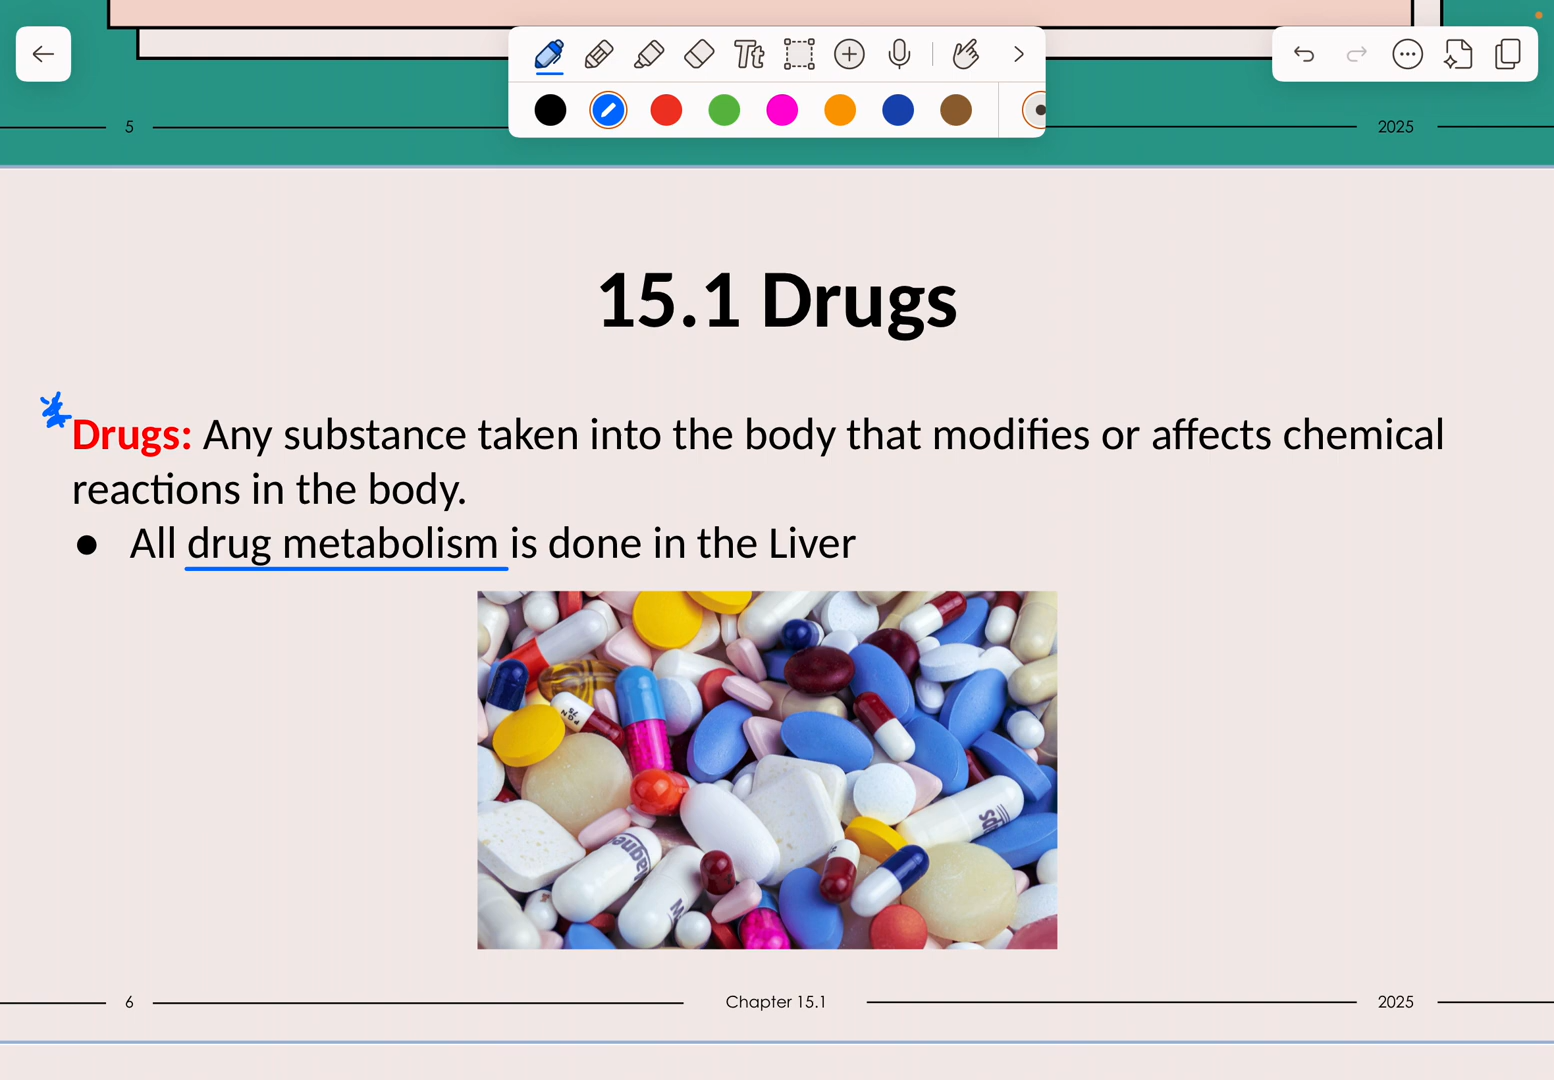 Tt
5
2025
15.1 Drugs
Drugs: Any substance taken into the body that modifies or affects chemical
reactions in the body.
● All drug metabolism is done in the Liver
6
Chapter 15.1
2025